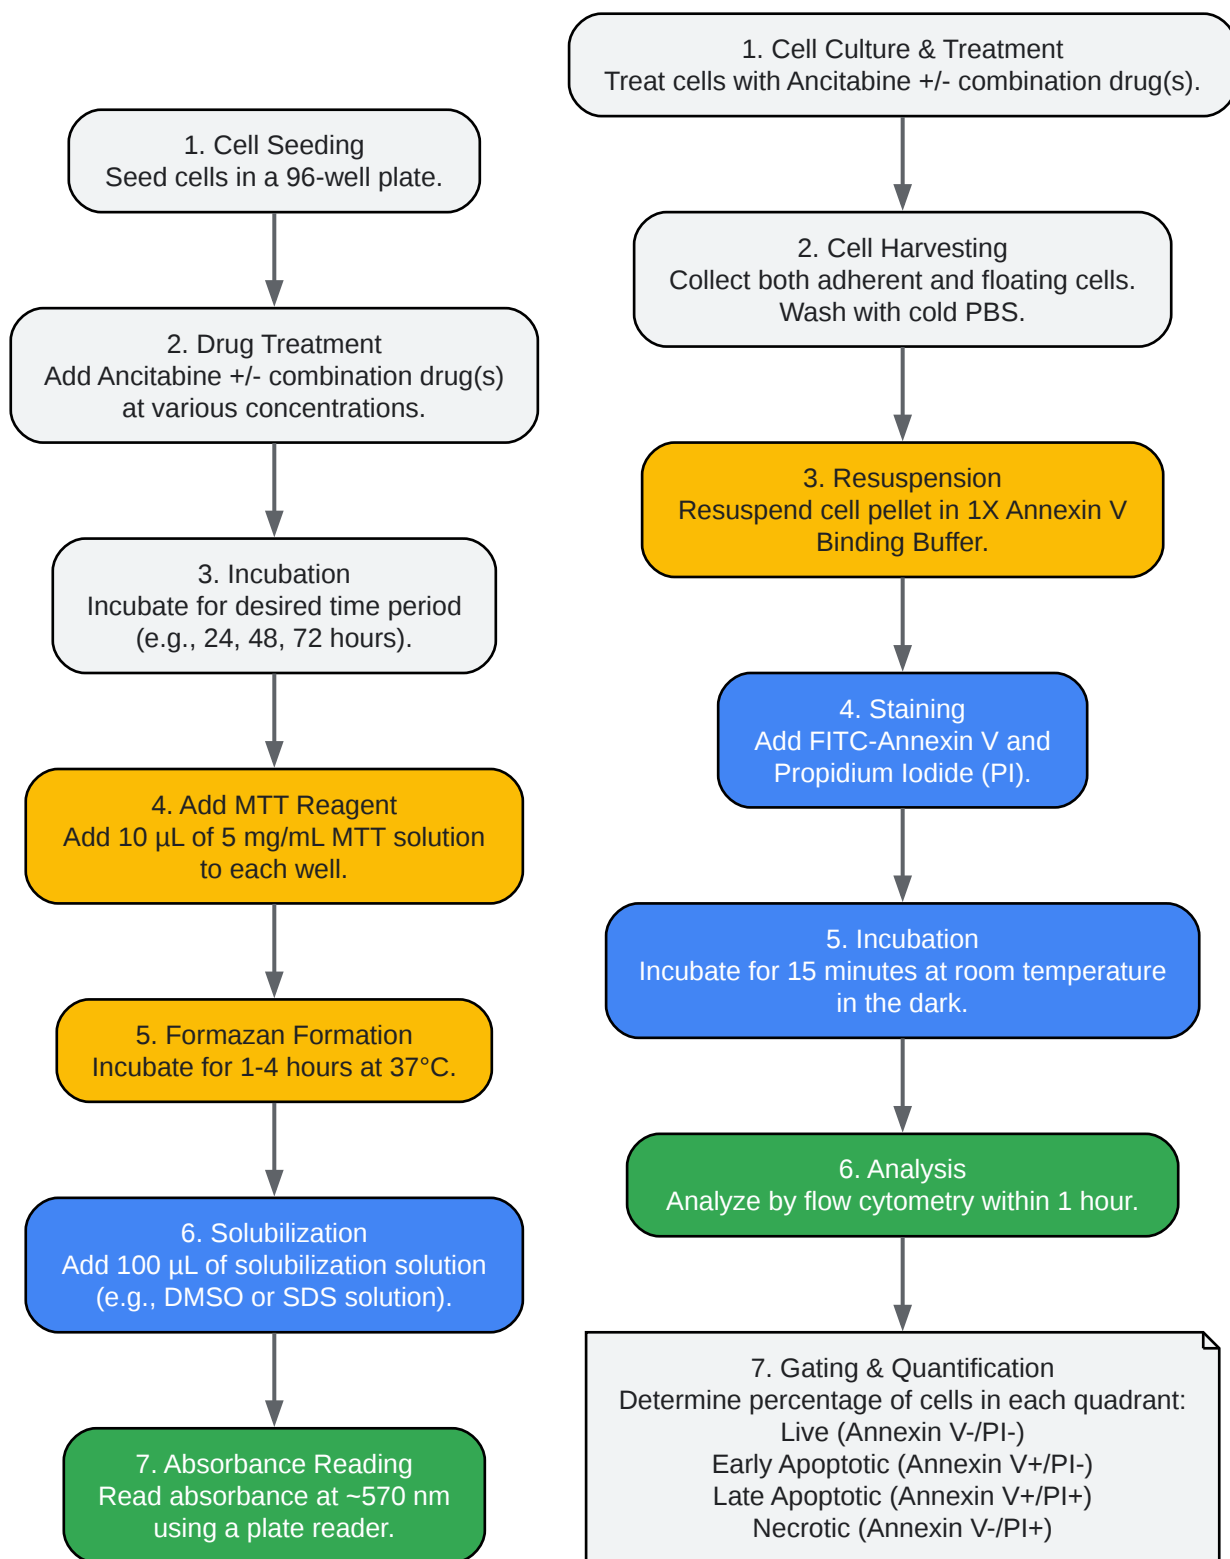 1. Cell Seeding
Seed cells in a 96-well plate.
2. Drug Treatment
Add Ancitabine +/- combination drug(s)
at various concentrations.
3. Incubation
Incubate for desired time period
(e.g., 24, 48, 72 hours).
4. Add MTT Reagent
Add 10 µL of 5 mg/mL MTT solution
to each well.
5. Formazan Formation
Incubate for 1-4 hours at 37°C.
6. Solubilization
Add 100 µL of solubilization solution
(e.g., DMSO or SDS solution).
7. Absorbance Reading
Read absorbance at ~570 nm
using a plate reader.
1. Cell Culture & Treatment
Treat cells with Ancitabine +/- combination drug(s).
2. Cell Harvesting
Collect both adherent and floating cells.
Wash with cold PBS.
3. Resuspension
Resuspend cell pellet in 1X Annexin V
Binding Buffer.
4. Staining
Add FITC-Annexin V and
Propidium Iodide (PI).
5. Incubation
Incubate for 15 minutes at room temperature
in the dark.
6. Analysis
Analyze by flow cytometry within 1 hour.
7. Gating & Quantification
Determine percentage of cells in each quadrant:
Live (Annexin V-/PI-)
Early Apoptotic (Annexin V+/PI-)
Late Apoptotic (Annexin V+/PI+)
Necrotic (Annexin V-/PI+)